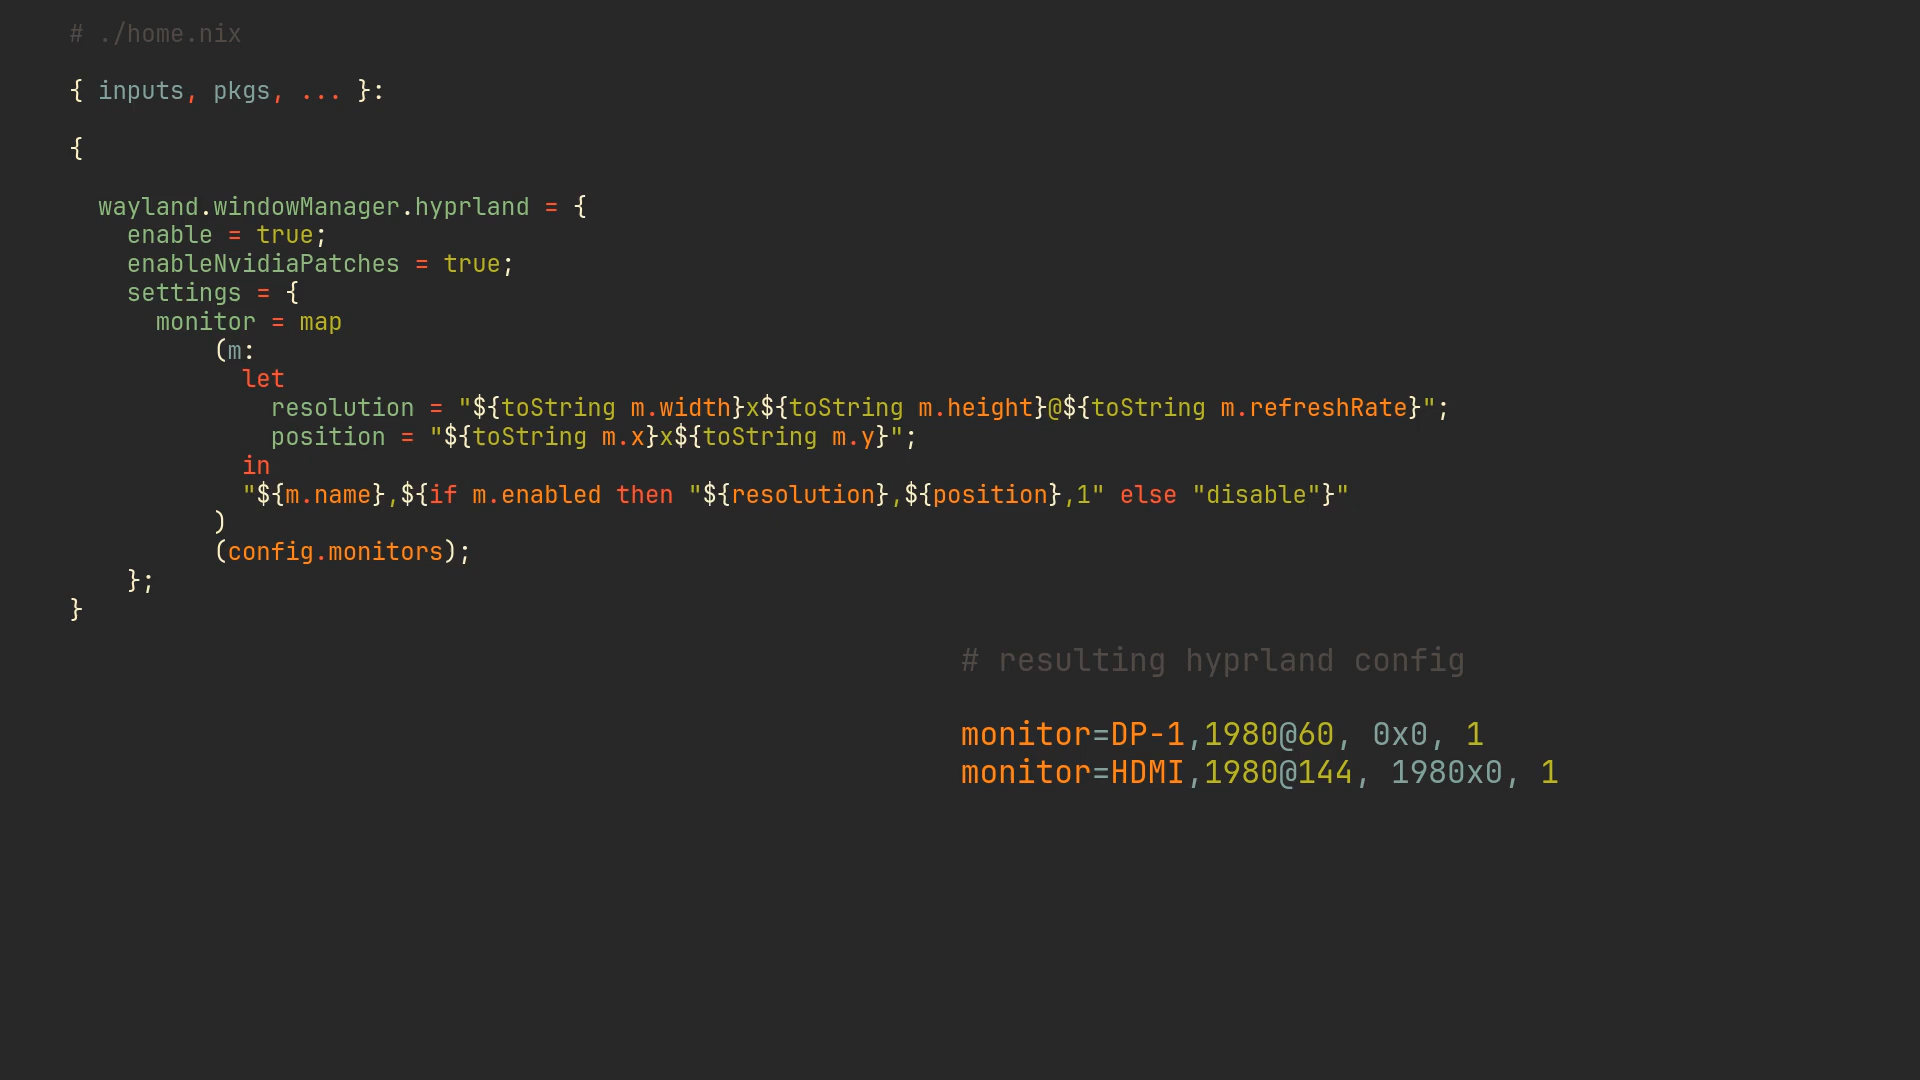 # ./home.nix
{ inputs, pkgs, ... }:
{
wayland.windowManager.hyprland = {
enable = true;
enableNvidiaPatches = true;
settings = {
monitor = map
(m:
let
resolution = "${toString m.width}x${toString m.height}@${toString m.refreshRate}";
position = "${toString m.x}x${toString m.y}";
in
"${m.name},${if m.enabled then "${resolution},${position},1" else "disable"}"
)
(config.monitors);
};
}
# resulting hyprland config
monitor=DP-1,1980@60, 0x0, 1
monitor=HDMI,1980@144, 1980x0, 1